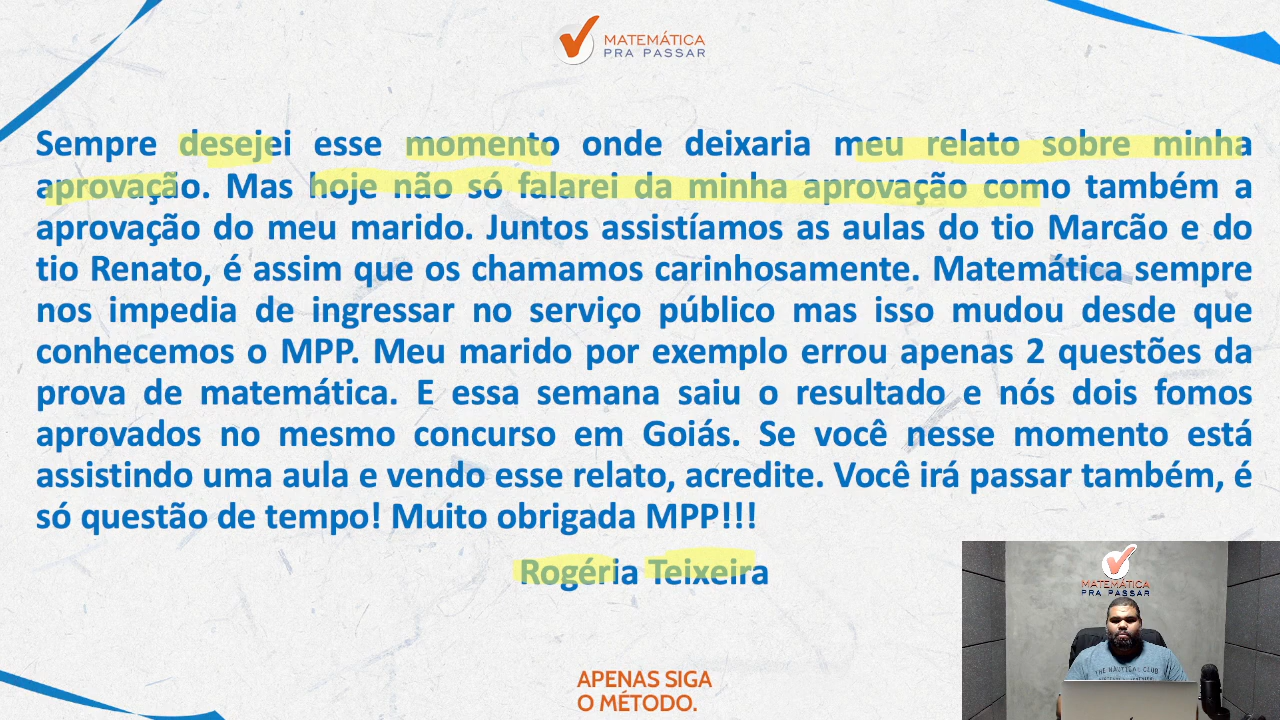 MATEMÁTICA
PRA PASSAR
Sempre desejei esse momento onde deixaria meu relato sobre minha
aprovação. Mas hoje não só falarei da minha aprovação como também a
aprovação do meu marido. Juntos assistíamos as aulas do tio Marcão e do
tio Renato, é assim que os chamamos carinhosamente. Matemática sempre
nos impedia de ingressar no serviço público mas isso mudou desde que
conhecemos o MPP. Meu marido por exemplo errou apenas 2 questões da
prova de matemática. E essa semana saiu o resultado e nós dois fomos
aprovados no mesmo concurso em Goiás. Se você nesse momento está
assistindo uma aula e vendo esse relato, acredite. Você irá passar também, é
só questão de tempo! Muito obrigada MPP!!!
Rogéria Teixeira
MATEMÁTICA
PRA PASSAR
THE NAUTICAL CLUB
APENAS SIGA
O MÉTODO.